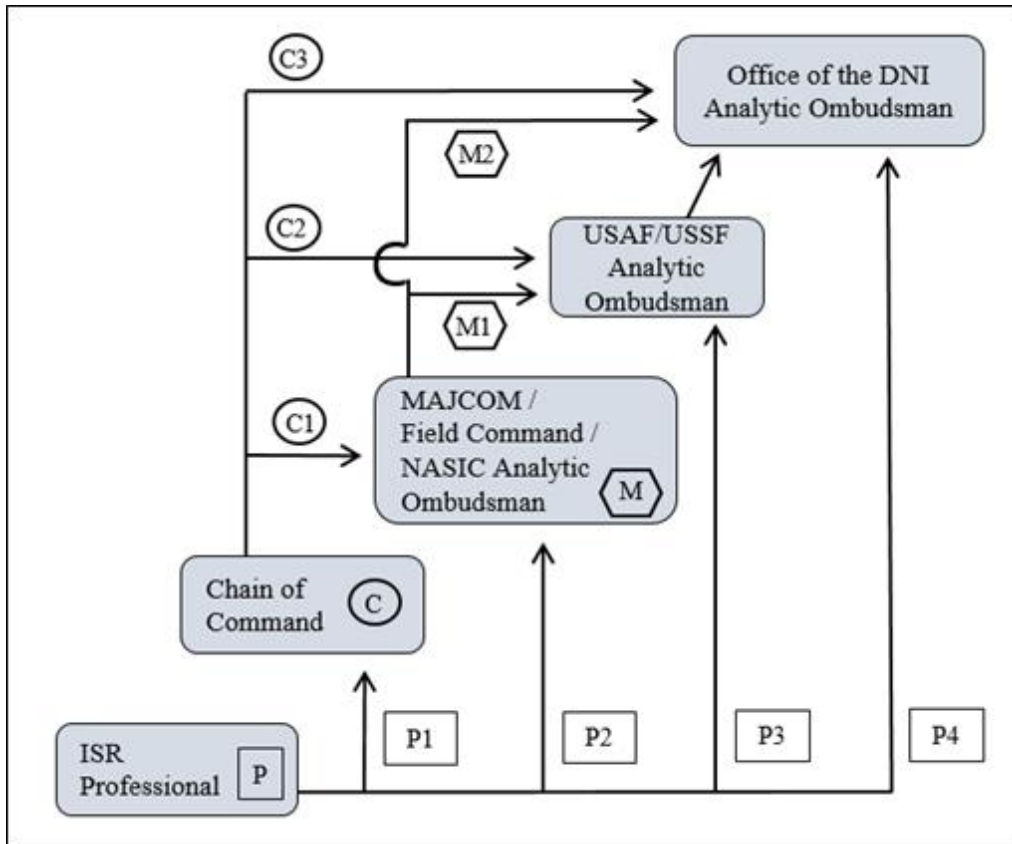 C3
Office of the DNI
Analytic Ombudsman
M2
C2
USAF/USSF
Analytic
Ombudsman
M1
C1
MAJCOM /
Field Command /
NASIC Analytic
Ombudsman
M
Chain of
Command
C
ISR
Professional
P
P1
P2
P3
P4